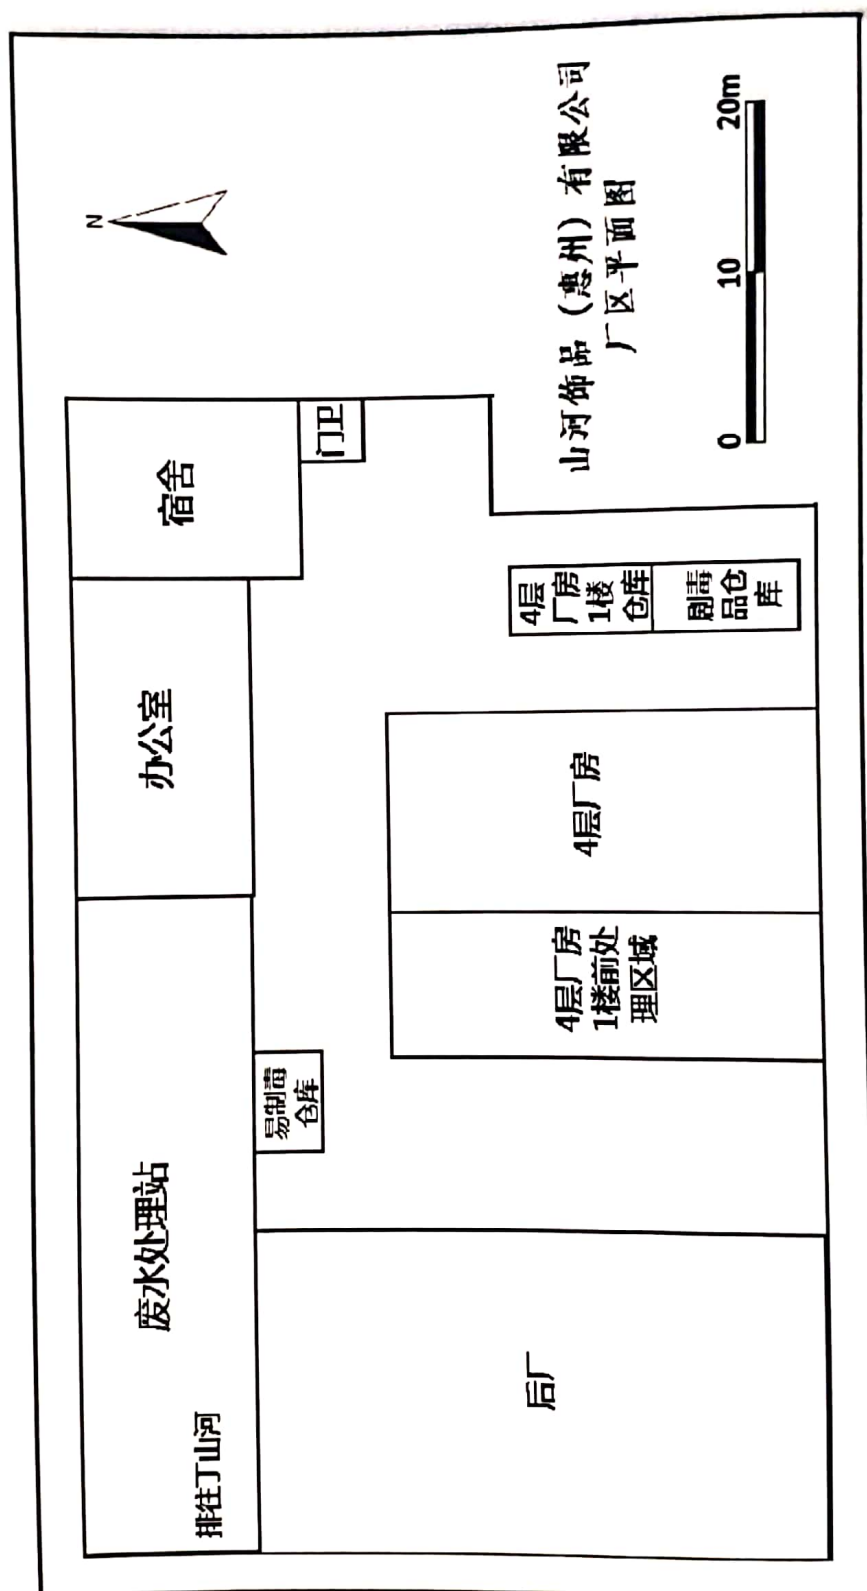 N
宿舍
门卫
办公室
废水处理站
排往丁山河
易制毒
仓库
后厂
4层厂房
1楼前处
理区域
4层厂房
4层
厂房
1楼
仓库
剧毒
品仓
库
山河饰品（惠州）有限公司
厂区平面图
0 10 20m